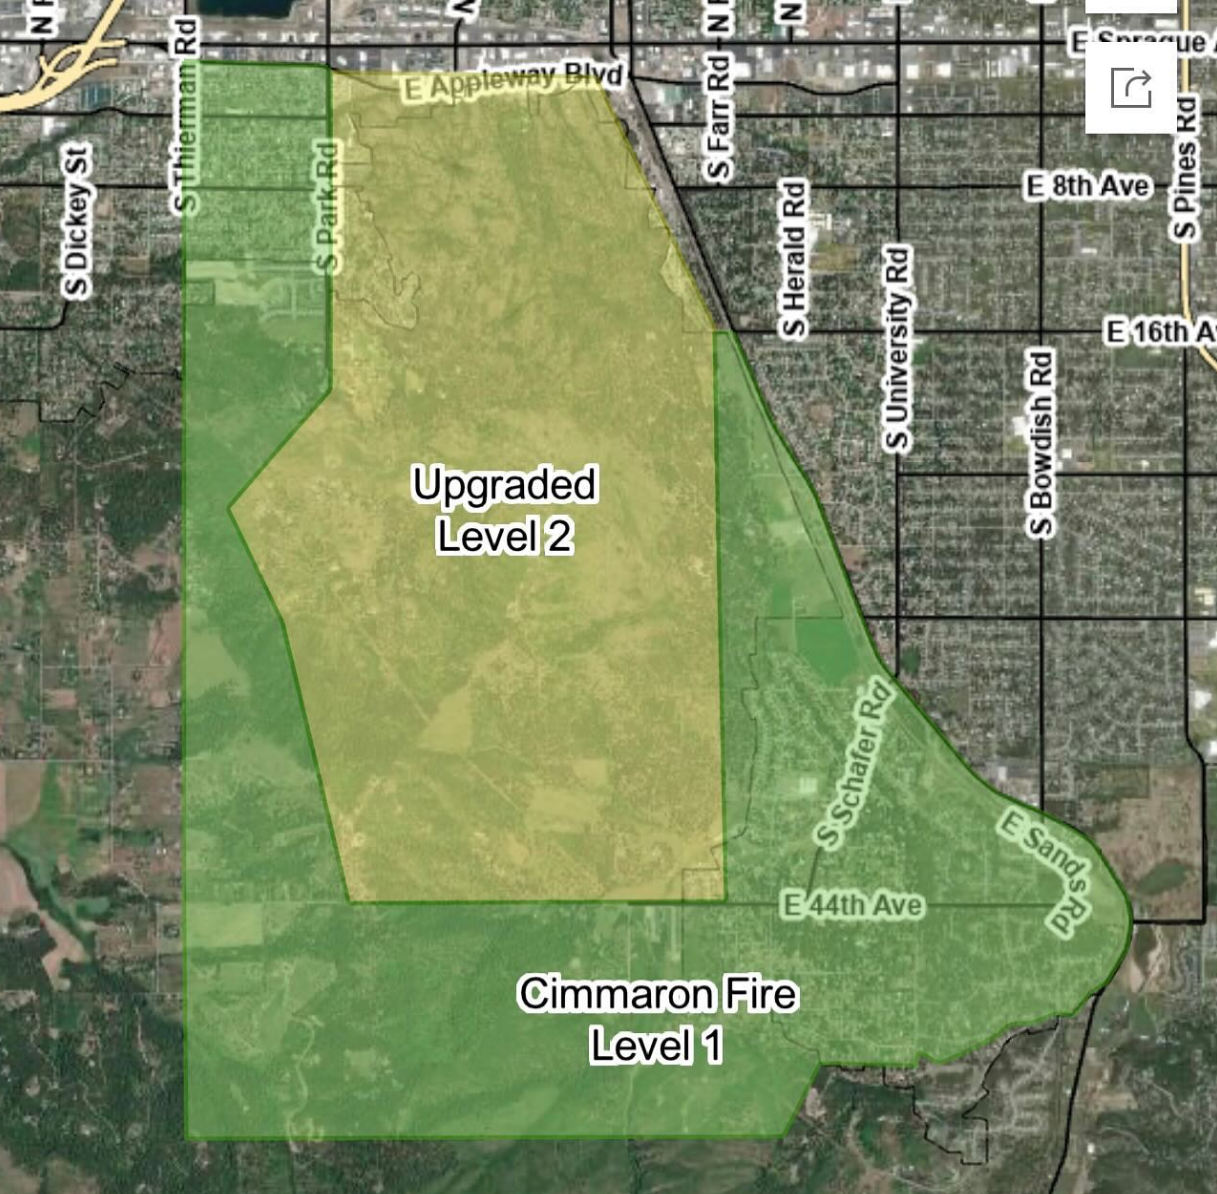 S Thierman Rd
E Appleway Blvd
S Farr Rd
E Sprague
S Dickey St
S Park Rd
E 8th Ave
S Pines Rd
S Herald Rd
S University Rd
E 16th
S Bowdish Rd
Upgraded
Level 2
S Schafer Rd
E Sands Rd
E 44th Ave
Cimmaron Fire
Level 1